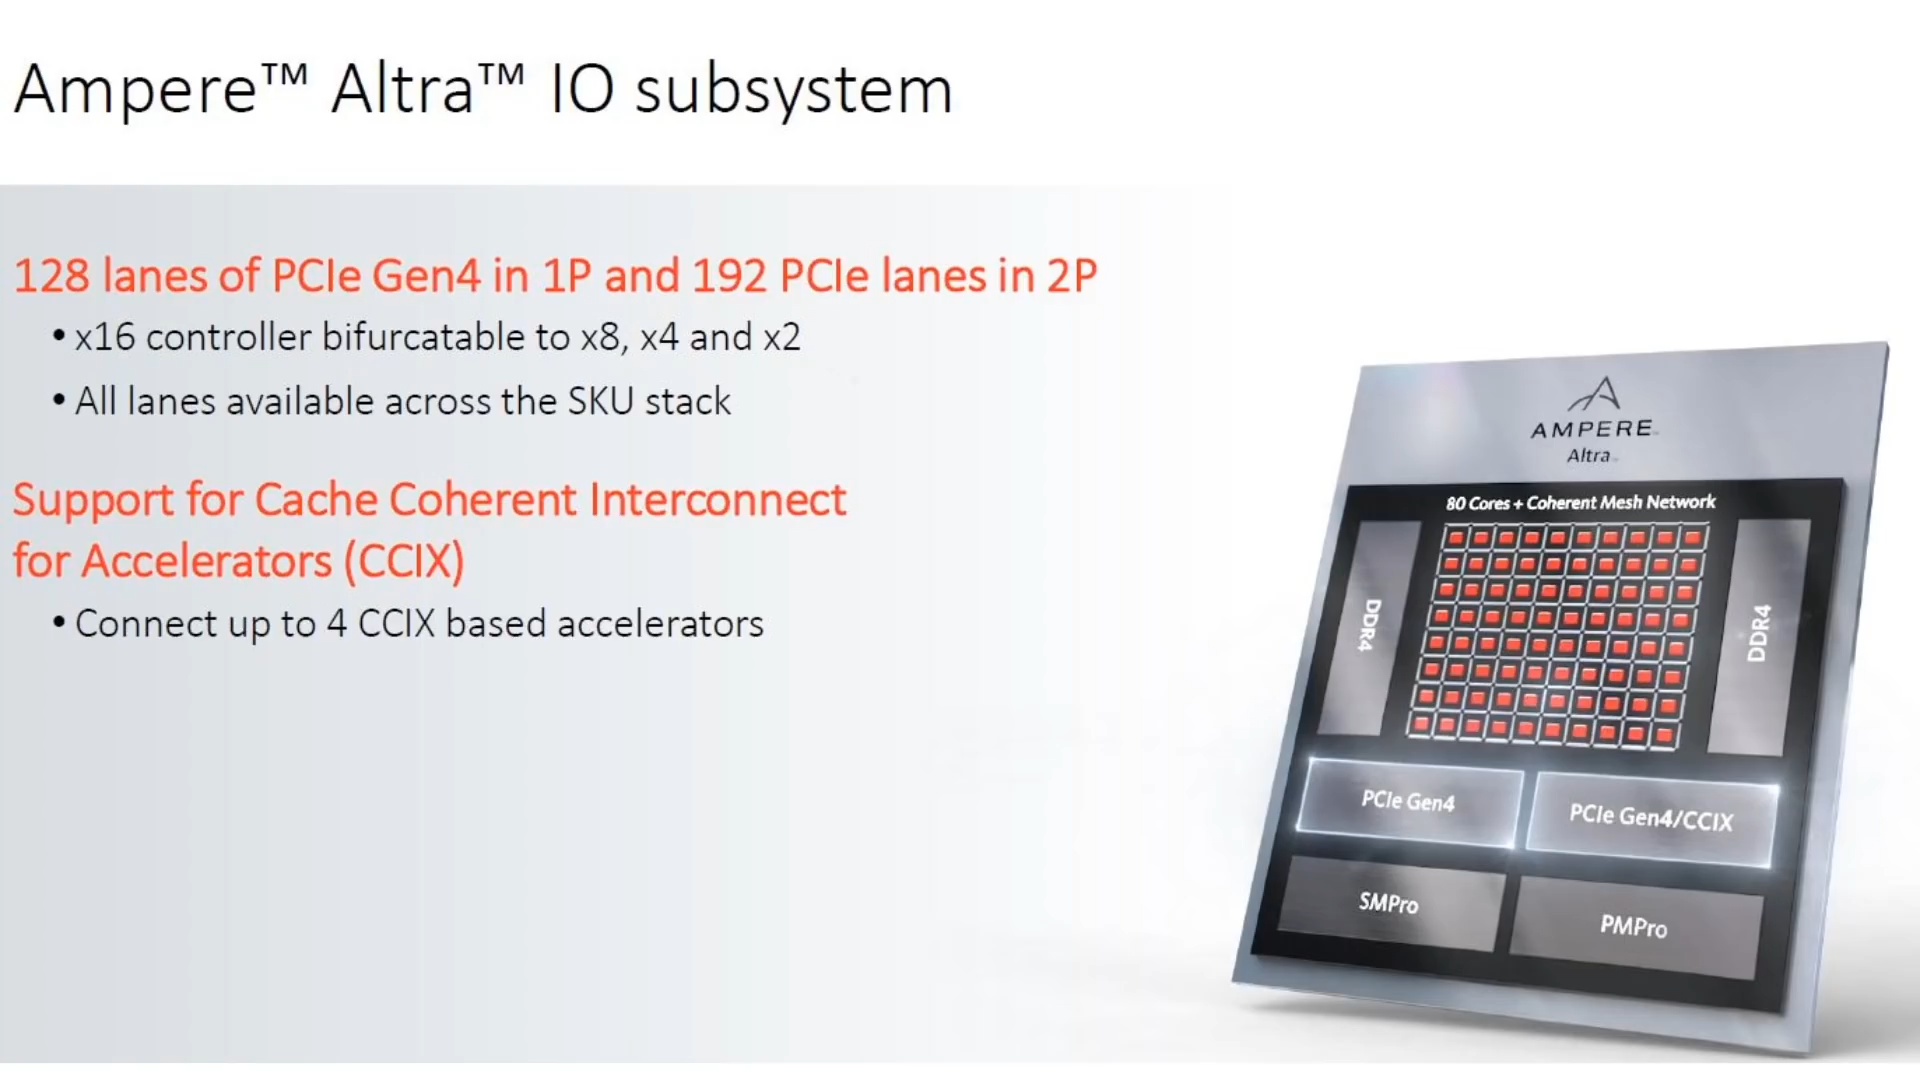 Ampere™ Altra™ IO subsystem
128 lanes of PCIe Gen4 in 1P and 192 PCIe lanes in 2P
• x16 controller bifurcatable to x8, x4 and x2
• All lanes available across the SKU stack
Support for Cache Coherent Interconnect
for Accelerators (CCIX)
• Connect up to 4 CCIX based accelerators
AMPERE™
Altra™
80 Cores + Coherent Mesh Network
DDR4
DDR4
PCIe Gen4
PCIe Gen4/CCIX
SMPro
PMPro